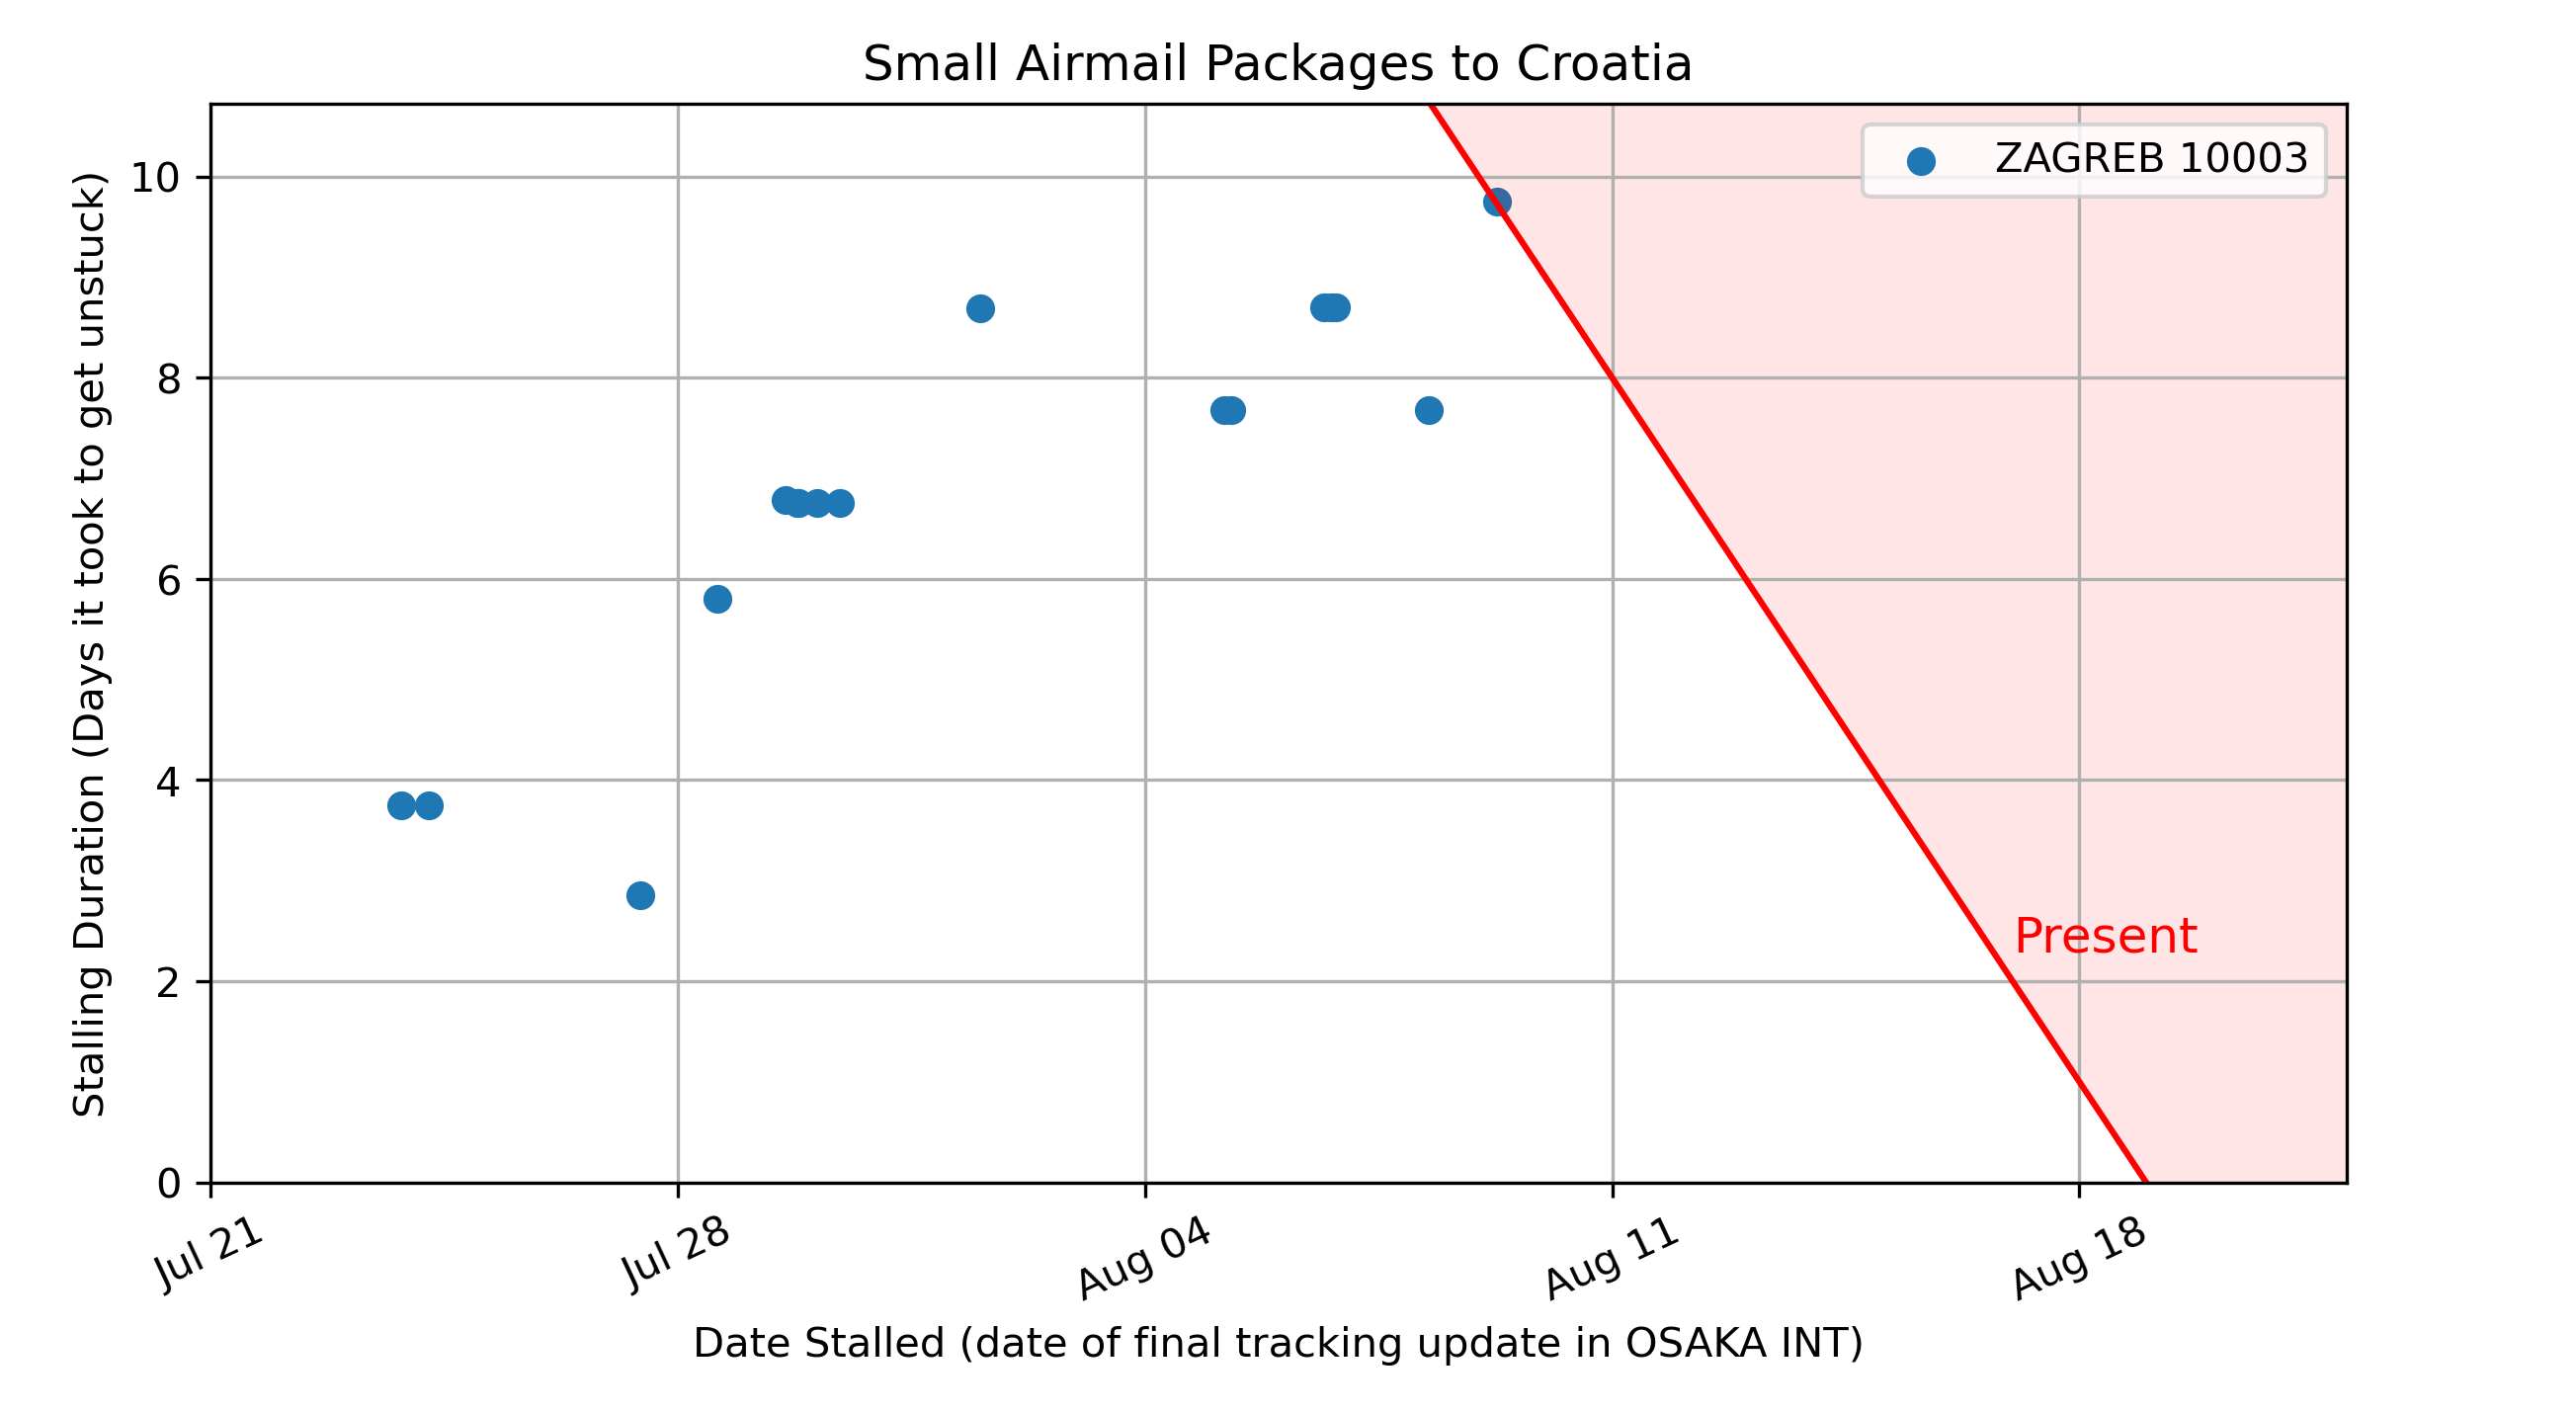 Small Airmail Packages to Croatia
ZAGREB 10003
Stalling Duration (Days it took to get unstuck)
10
8
6
4
2
0
Present
Jul 21
Jul 28
Aug 04
Aug 11
Aug 18
Date Stalled (date of final tracking update in OSAKA INT)